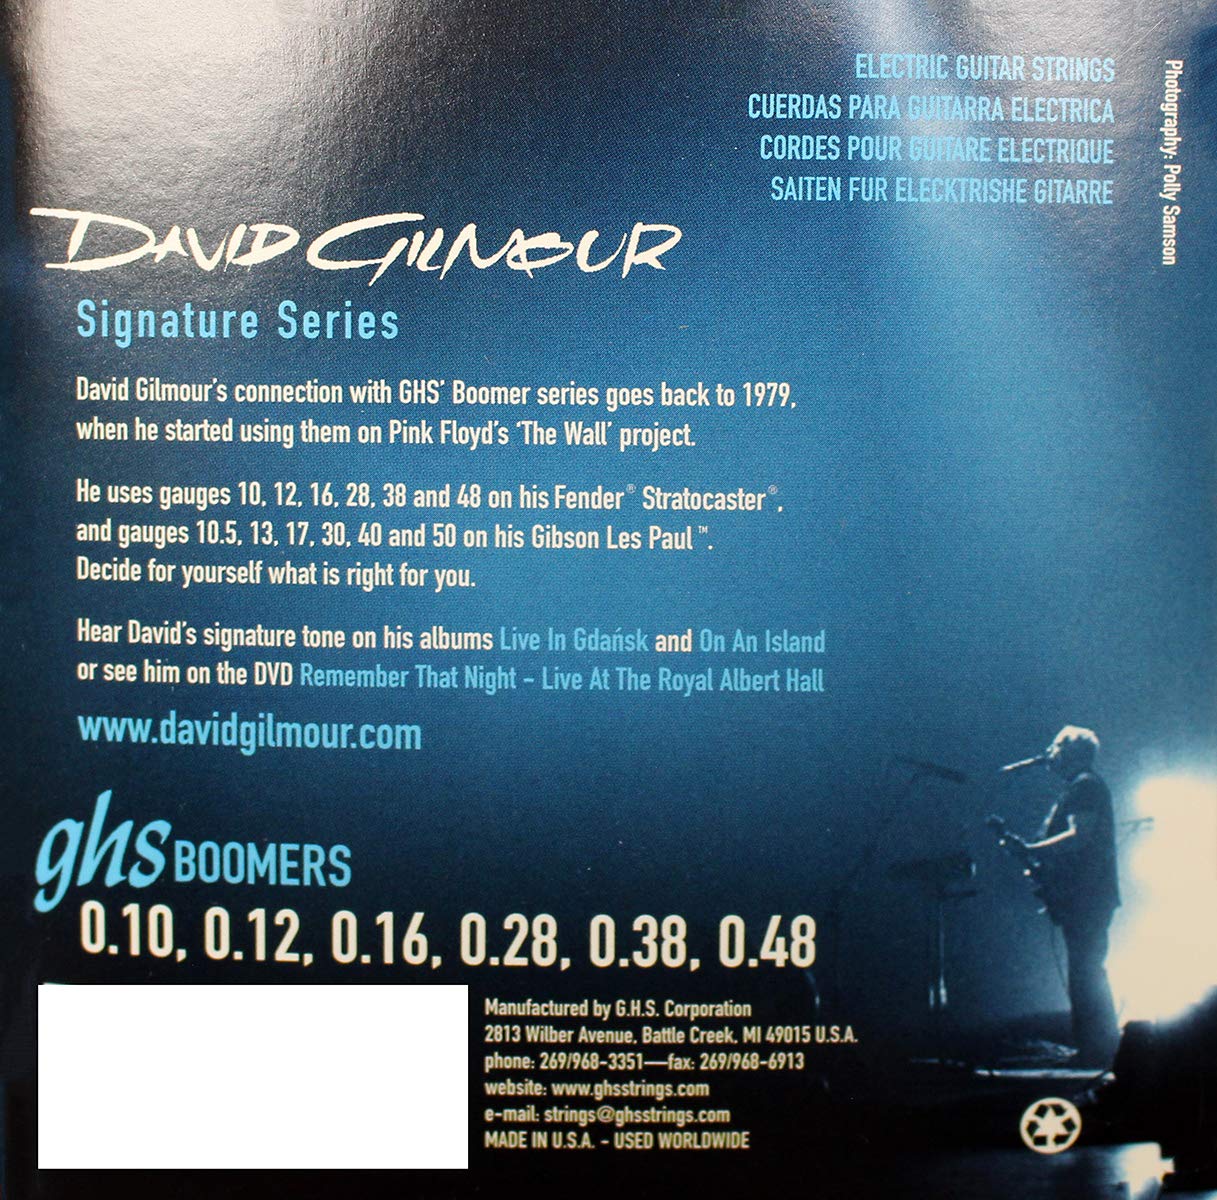 ELECTRIC GUITAR STRINGS
CUERDAS PARA GUITARRA ELECTRICA
CORDES POUR GUITARE ELECTRIQUE
SAITEN FUR ELECKTRISHE GITARRE
Photography: Polly Samson
DAVID GILMOUR
Signature Series
David Gilmour's connection with GHS' Boomer series goes back to 1979,
when he started using them on Pink Floyd's 'The Wall' project.
He uses gauges 10, 12, 16, 28, 38 and 48 on his Fender® Stratocaster®,
and gauges 10.5, 13, 17, 30, 40 and 50 on his Gibson Les Paul™.
Decide for yourself what is right for you.
Hear David's signature tone on his albums Live In Gdańsk and On An Island
or see him on the DVD Remember That Night - Live At The Royal Albert Hall
www.davidgilmour.com
ghs BOOMERS
0.10, 0.12, 0.16, 0.28, 0.38, 0.48
Manufactured by G.H.S. Corporation
2813 Wilber Avenue, Battle Creek, MI 49015 U.S.A.
phone: 269/968-3351—fax: 269/968-6913
website: www.ghsstrings.com
e-mail: strings@ghsstrings.com
MADE IN U.S.A. - USED WORLDWIDE